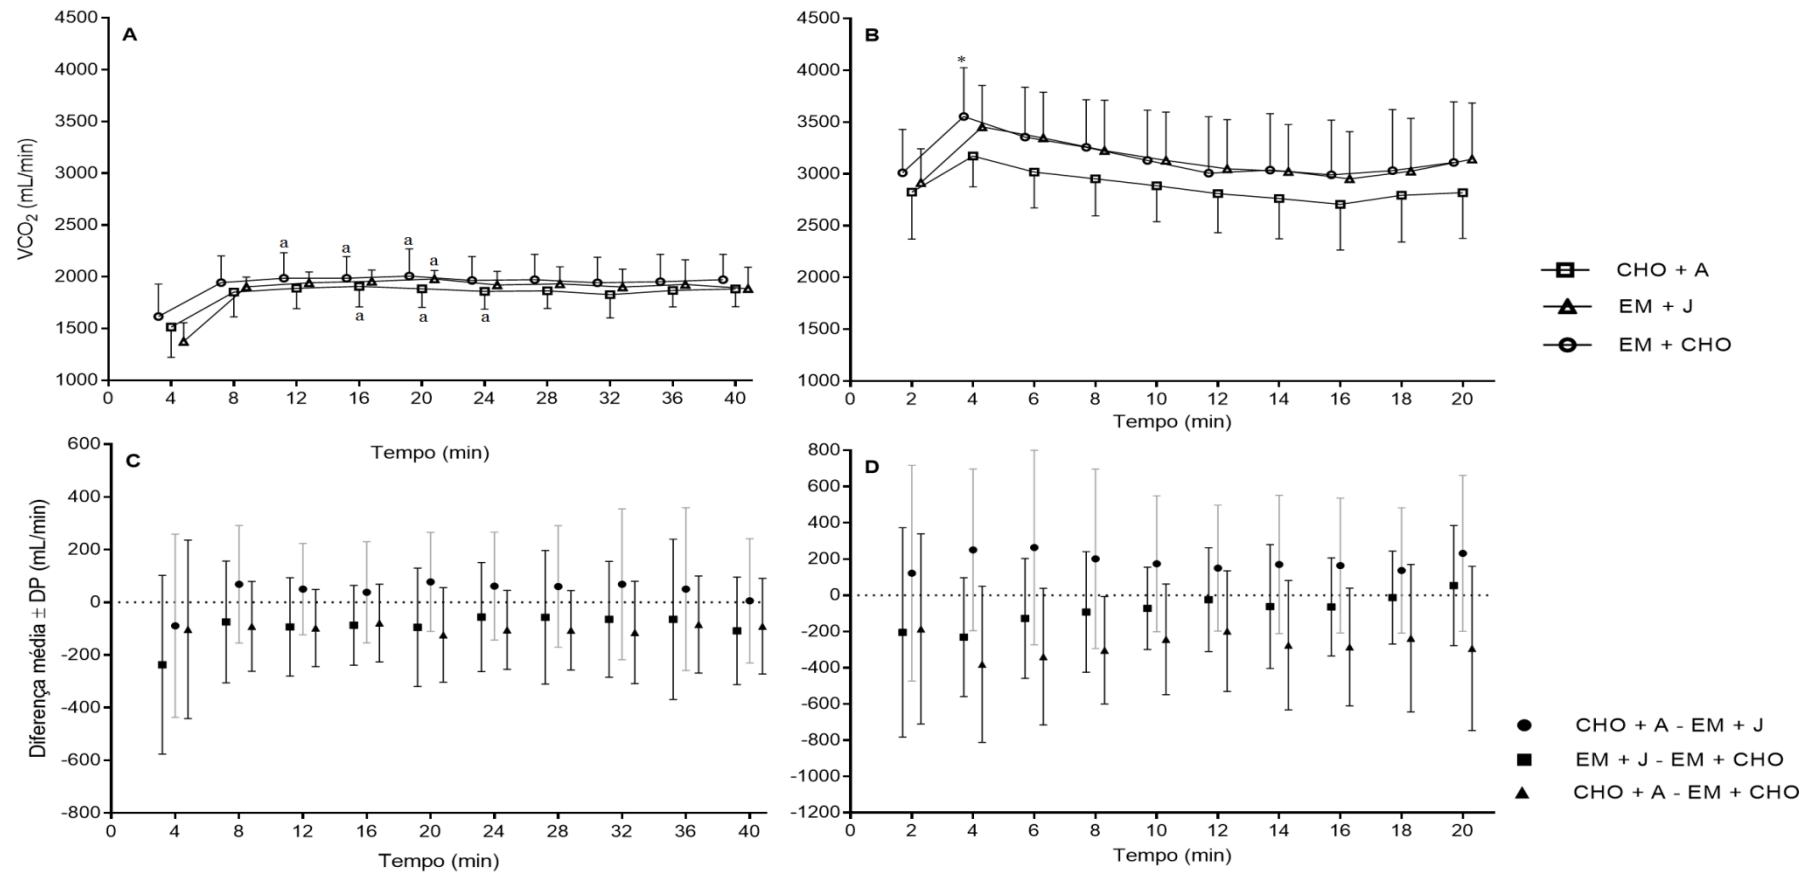 A
VCO2 (mL/min)
4500
4000
3500
3000
2500
2000
1500
1000
a a a a
a a a
0 4 8 12 16 20 24 28 32 36 40
Tempo (min)
B
4500
4000
3500
3000
2500
2000
1500
1000
*
0 2 4 6 8 10 12 14 16 18 20
Tempo (min)
CHO + A
EM + J
EM + CHO
C
Diferença média ± DP (mL/min)
600
400
200
0
-200
-400
-600
-800
0 4 8 12 16 20 24 28 32 36 40
Tempo (min)
D
800
600
400
200
0
-200
-400
-600
-800
-1000
-1200
0 2 4 6 8 10 12 14 16 18 20
Tempo (min)
CHO + A - EM + J
EM + J - EM + CHO
CHO + A - EM + CHO